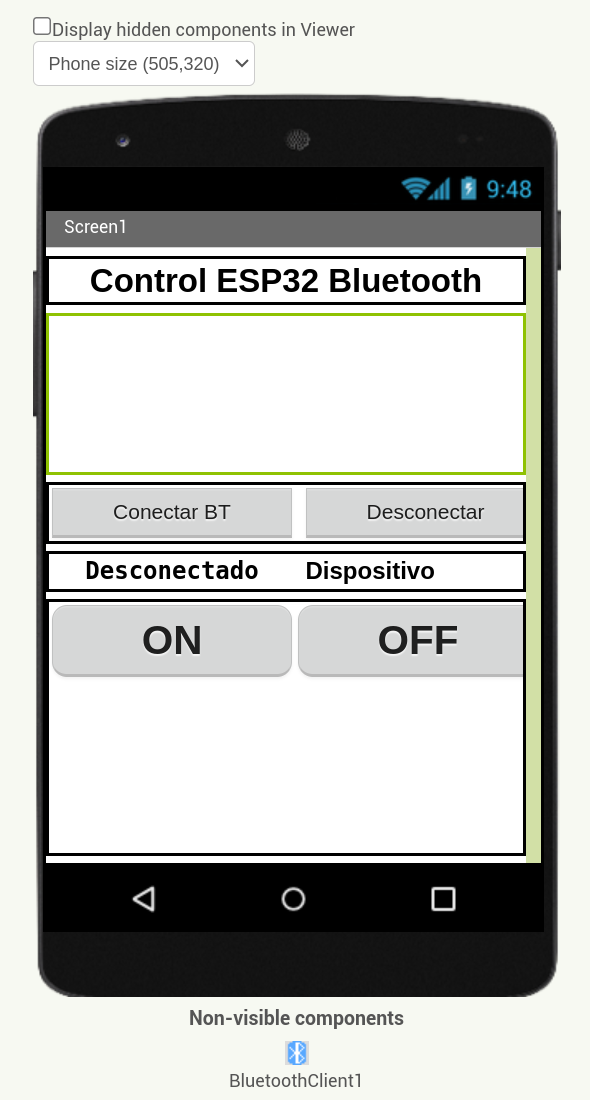 Display hidden components in Viewer
Phone size (505,320)
9:48
Screen1
Control ESP32 Bluetooth
Conectar BT Desconectar
Desconectado Dispositivo
ON OFF
Non-visible components
BluetoothClient1